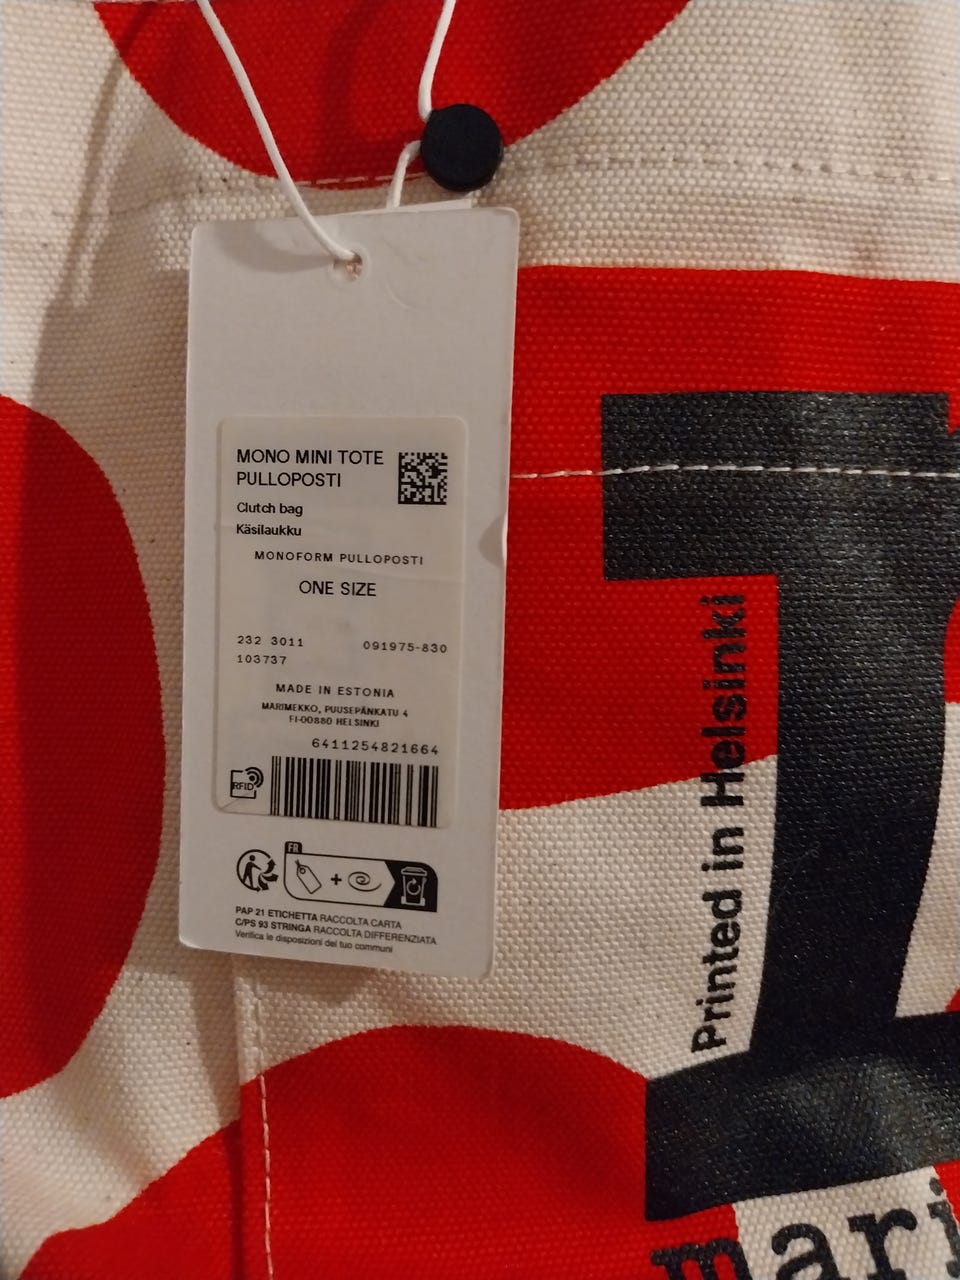 MONO MINI TOTE
PULLOPOSTI
Clutch bag
Käsilaukku
MONOFORM PULLOPOSTI
ONE SIZE
232 3011 091975-830
103737
MADE IN ESTONIA
MARIMEKKO, PUUSEPÄNKATU 4
FI-00880 HELSINKI
6411254821664
RFID
FR
+
PAP 21 ETICHETTA RACCOLTA CARTA
C/PS 93 STRINGA RACCOLTA DIFFERENZIATA
Verifica le disposizioni del tuo comuni
Printed in Helsinki
mari